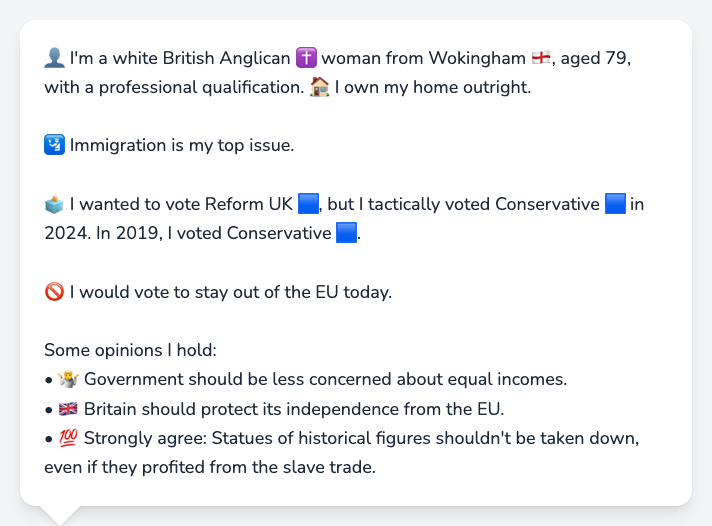 👤 I'm a white British Anglican ✝️ woman from Wokingham 🏴󠁧󠁢󠁥󠁮󠁧󠁿, aged 79,
with a professional qualification. 🏠 I own my home outright.
🛂 Immigration is my top issue.
🗳️ I wanted to vote Reform UK 🟦, but I tactically voted Conservative 🟦 in
2024. In 2019, I voted Conservative 🟦.
🚫 I would vote to stay out of the EU today.
Some opinions I hold:
• 🤷 Government should be less concerned about equal incomes.
• 🇬🇧 Britain should protect its independence from the EU.
• 💯 Strongly agree: Statues of historical figures shouldn't be taken down,
even if they profited from the slave trade.